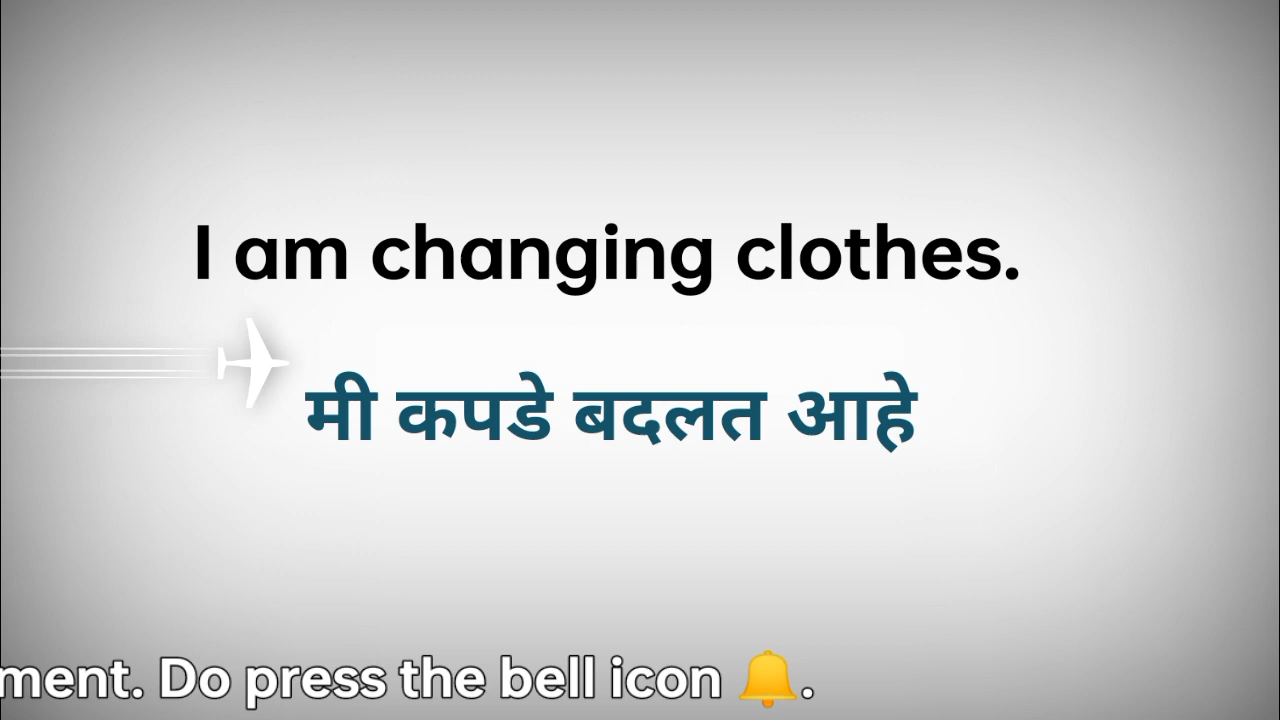 I am changing clothes.
मी कपडे बदलत आहे
ment. Do press the bell icon 🔔.